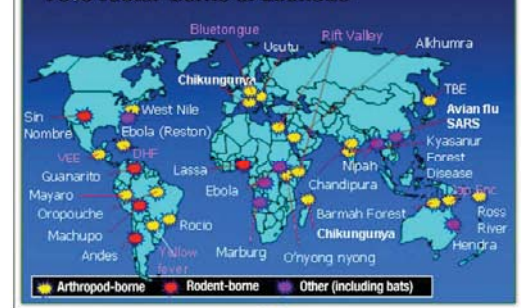 Bluetongue
Rift Valley
Usutu
Alkhumra
Chikungunya
TBE
West Nile
Avian flu
SARS
Sin
Nombre
Ebola (Reston)
Kyasanur
Forest
Disease
VEE
DHF
Lassa
Nipah
Guanarito
Chandipura
Jap Enc
Mayaro
Ebola
Oropouche
Rocio
Barmah Forest
Ross
River
Machupo
Chikungunya
Yellow
fever
Marburg
O'nyong nyong
Hendra
Andes
Arthropod-borne
Rodent-borne
Other (including bats)